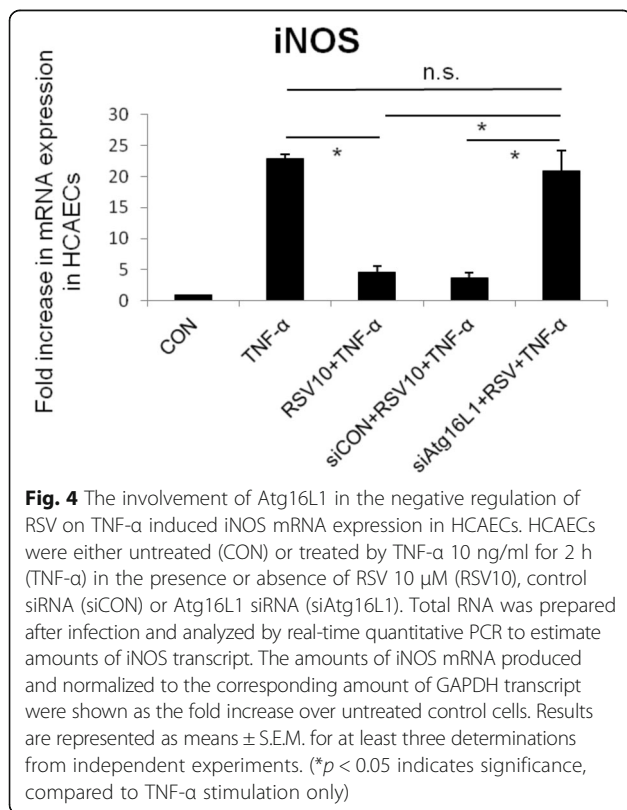 iNOS
n.s.
*
*
*
Fold increase in mRNA expression
in HCAECs
30
25
20
15
10
5
0
CON
TNF-α
RSV10+TNF-α
siCON+RSV10+TNF-α
siAtg16L1+RSV+TNF-α
Fig. 4 The involvement of Atg16L1 in the negative regulation of
RSV on TNF-α induced iNOS mRNA expression in HCAECs. HCAECs
were either untreated (CON) or treated by TNF-α 10 ng/ml for 2 h
(TNF-α) in the presence or absence of RSV 10 μM (RSV10), control
siRNA (siCON) or Atg16L1 siRNA (siAtg16L1). Total RNA was prepared
after infection and analyzed by real-time quantitative PCR to estimate
amounts of iNOS transcript. The amounts of iNOS mRNA produced
and normalized to the corresponding amount of GAPDH transcript
were shown as the fold increase over untreated control cells. Results
are represented as means ± S.E.M. for at least three determinations
from independent experiments. (*p < 0.05 indicates significance,
compared to TNF-α stimulation only)